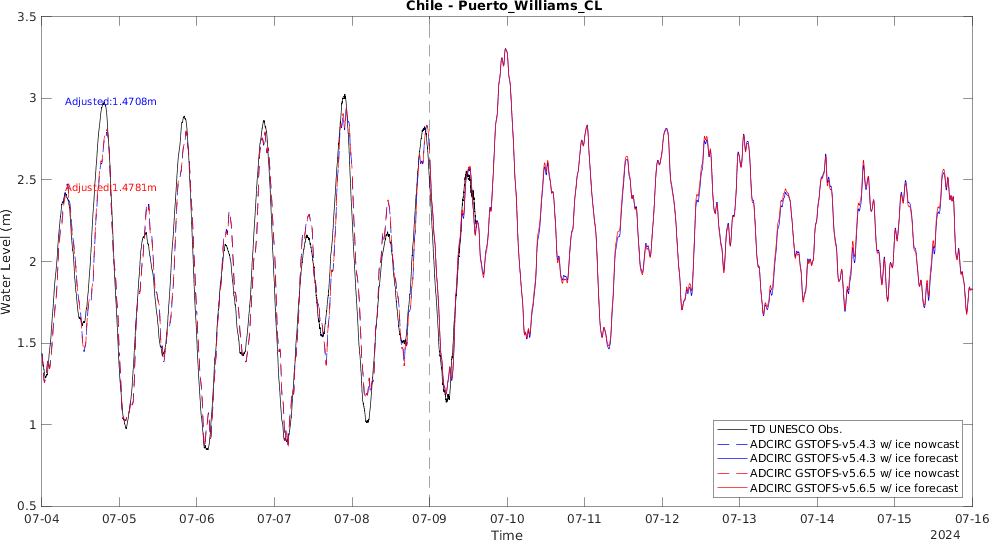 Chile - Puerto_Williams_CL
3.5
3
2.5
2
1.5
1
0.5
Water Level (m)
Adjusted:1.4708m
Adjusted:1.4781m
TD UNESCO Obs.
ADCIRC GSTOFS-v5.4.3 w/ ice nowcast
ADCIRC GSTOFS-v5.4.3 w/ ice forecast
ADCIRC GSTOFS-v5.6.5 w/ ice nowcast
ADCIRC GSTOFS-v5.6.5 w/ ice forecast
07-04 07-05 07-06 07-07 07-08 07-09 07-10 07-11 07-12 07-13 07-14 07-15 07-16
Time
2024